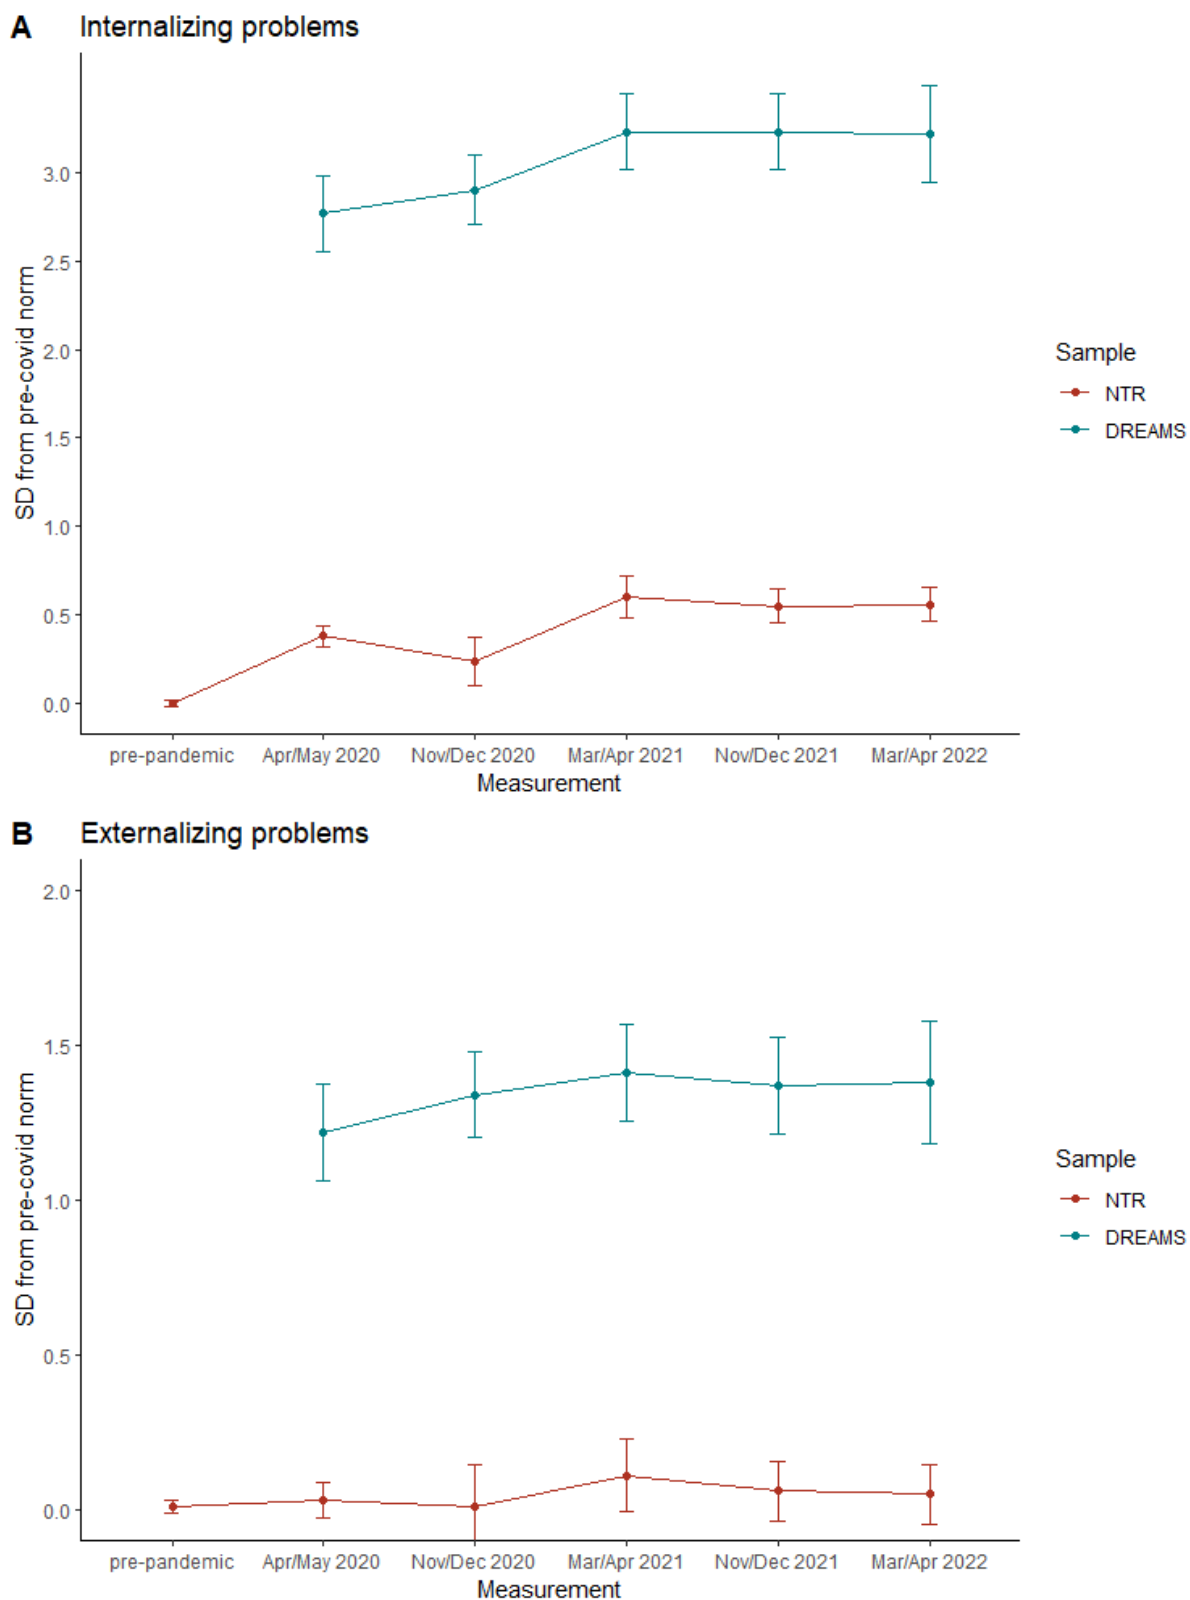 A Internalizing problems
SD from pre-covid norm
3.0
2.5
2.0
1.5
1.0
0.5
0.0
pre-pandemic Apr/May 2020 Nov/Dec 2020 Mar/Apr 2021 Nov/Dec 2021 Mar/Apr 2022
Measurement
Sample
NTR
DREAMS
B Externalizing problems
SD from pre-covid norm
2.0
1.5
1.0
0.5
0.0
pre-pandemic Apr/May 2020 Nov/Dec 2020 Mar/Apr 2021 Nov/Dec 2021 Mar/Apr 2022
Measurement
Sample
NTR
DREAMS